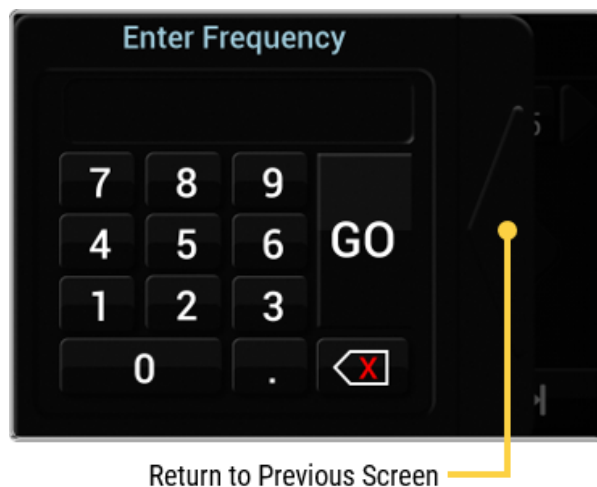 Enter Frequency
7 8 9
4 5 6 GO
1 2 3
0 . X
Return to Previous Screen